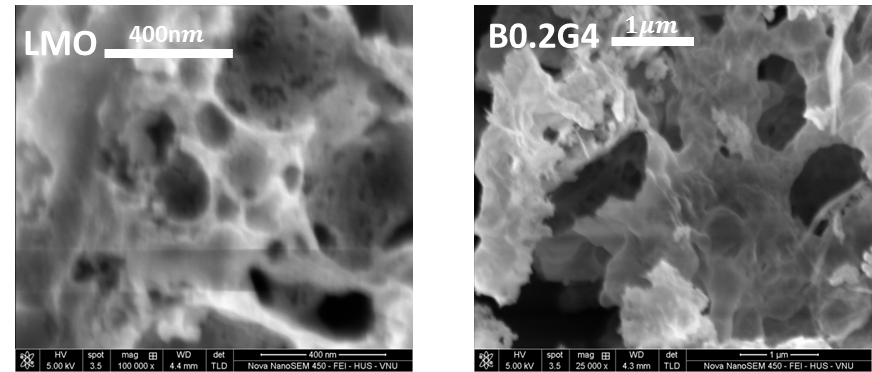 LMO 400nm
HV spot mag WD det 400 nm
5.00 kV 3.5 100 000 x 4.4 mm TLD Nova NanoSEM 450 - FEI - HUS - VNU
B0.2G4 1μm
HV spot mag WD det 1 µm
5.00 kV 3.5 25 000 x 4.3 mm TLD Nova NanoSEM 450 - FEI - HUS - VNU